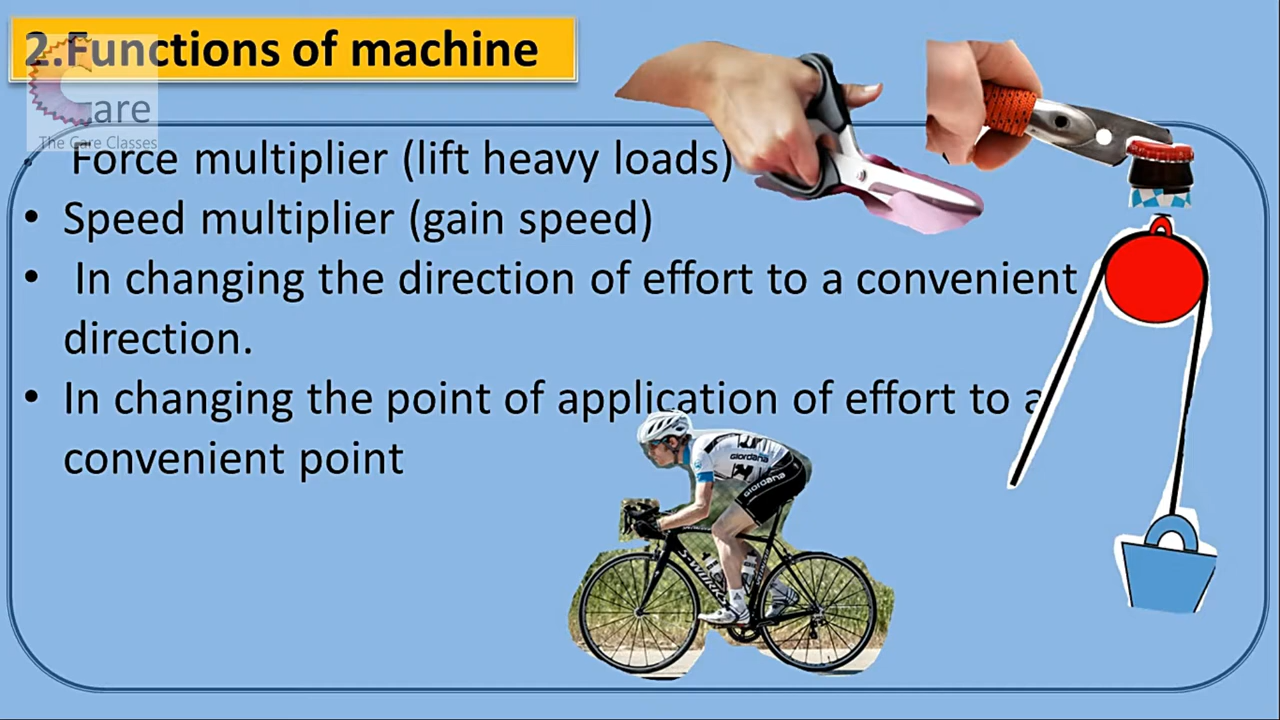 2.Functions of machine
Care
The Care Classes
• Force multiplier (lift heavy loads)
• Speed multiplier (gain speed)
• In changing the direction of effort to a convenient
direction.
• In changing the point of application of effort to a
convenient point
GIORDANA
GIORDANA
S-WORKS